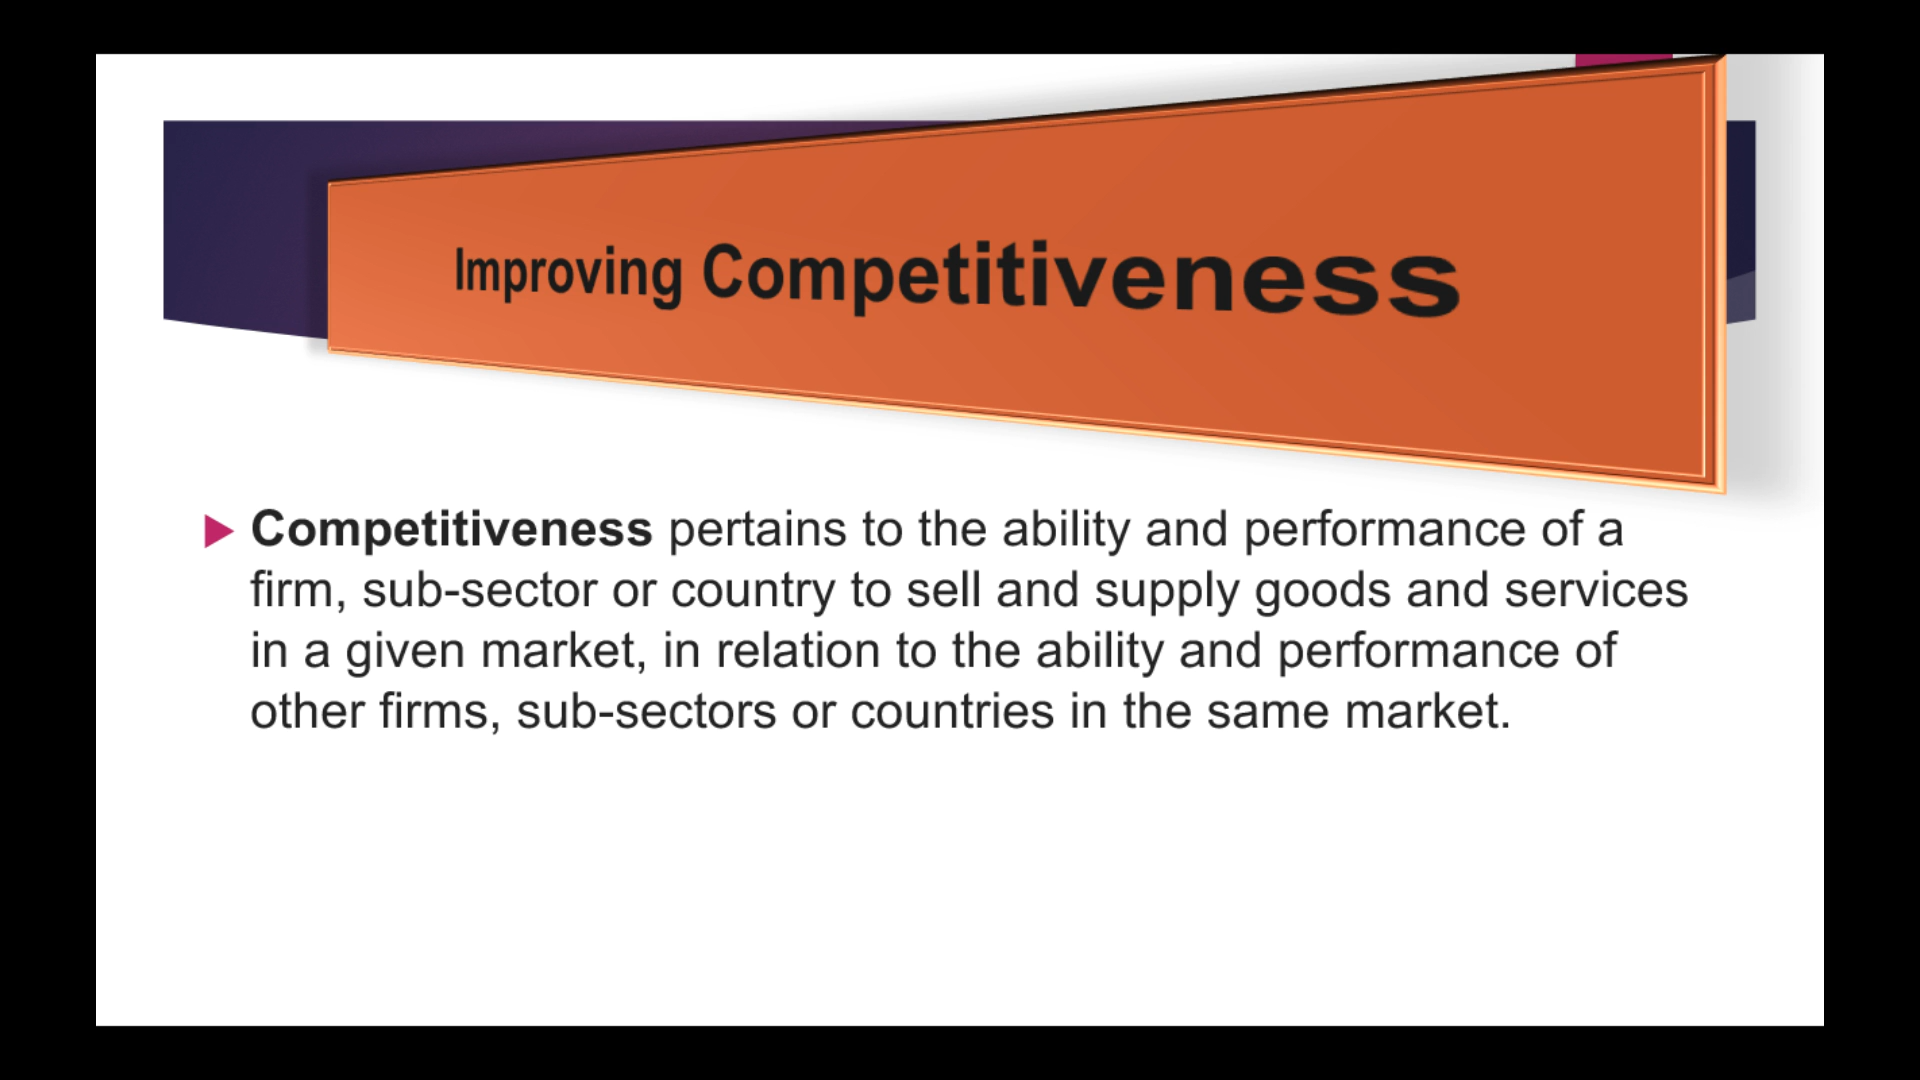 Improving Competitiveness
Competitiveness pertains to the ability and performance of a
firm, sub-sector or country to sell and supply goods and services
in a given market, in relation to the ability and performance of
other firms, sub-sectors or countries in the same market.